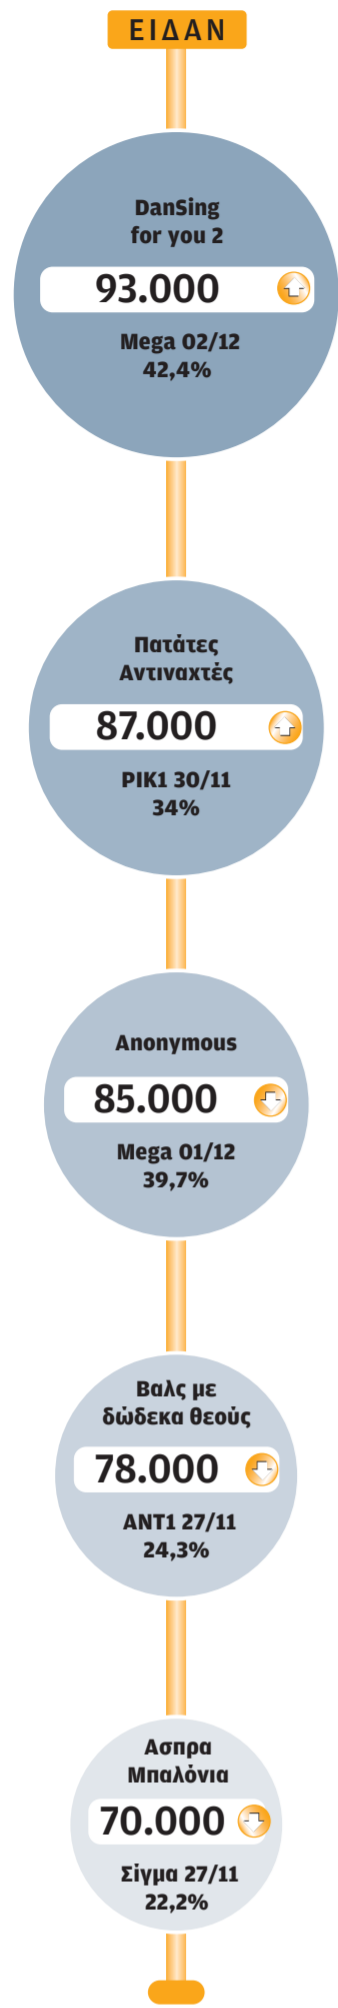 ΕΙΔΑΝ
DanSing
for you 2
93.000
Mega 02/12
42,4%
Πατάτες
Αντιναχτές
87.000
ΡΙΚ1 30/11
34%
Anonymous
85.000
Mega 01/12
39,7%
Βαλς με
δώδεκα θεούς
78.000
ΑΝΤ1 27/11
24,3%
Ασπρα
Μπαλόνια
70.000
Σίγμα 27/11
22,2%